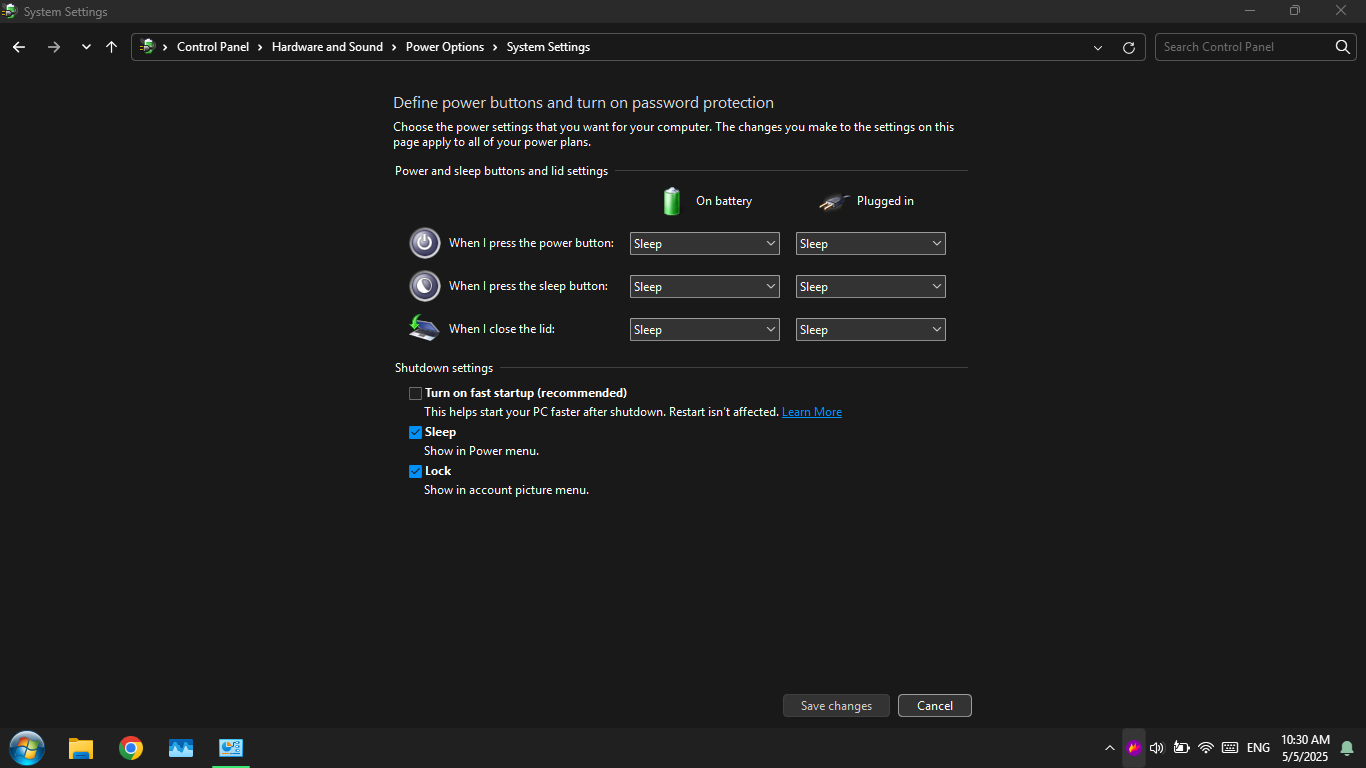 System Settings
Control Panel > Hardware and Sound > Power Options > System Settings
Search Control Panel
Define power buttons and turn on password protection
Choose the power settings that you want for your computer. The changes you make to the settings on this
page apply to all of your power plans.
Power and sleep buttons and lid settings
On battery Plugged in
When I press the power button: Sleep Sleep
When I press the sleep button: Sleep Sleep
When I close the lid: Sleep Sleep
Shutdown settings
Turn on fast startup (recommended)
This helps start your PC faster after shutdown. Restart isn't affected. Learn More
Sleep
Show in Power menu.
Lock
Show in account picture menu.
Save changes Cancel
ENG 10:30 AM
5/5/2025